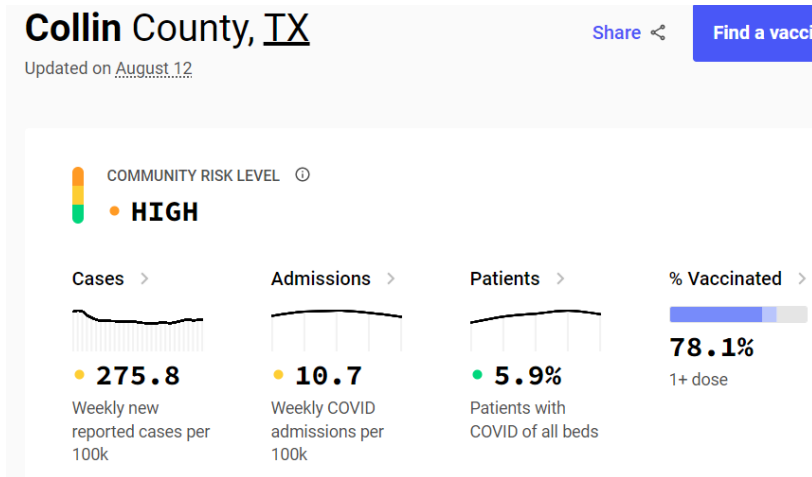 Collin County, TX
Share
Find a vacci
Updated on August 12
COMMUNITY RISK LEVEL
HIGH
Cases
Admissions
Patients
% Vaccinated
275.8
10.7
5.9%
78.1%
Weekly new
reported cases per
100k
Weekly COVID
admissions per
100k
Patients with
COVID of all beds
1+ dose